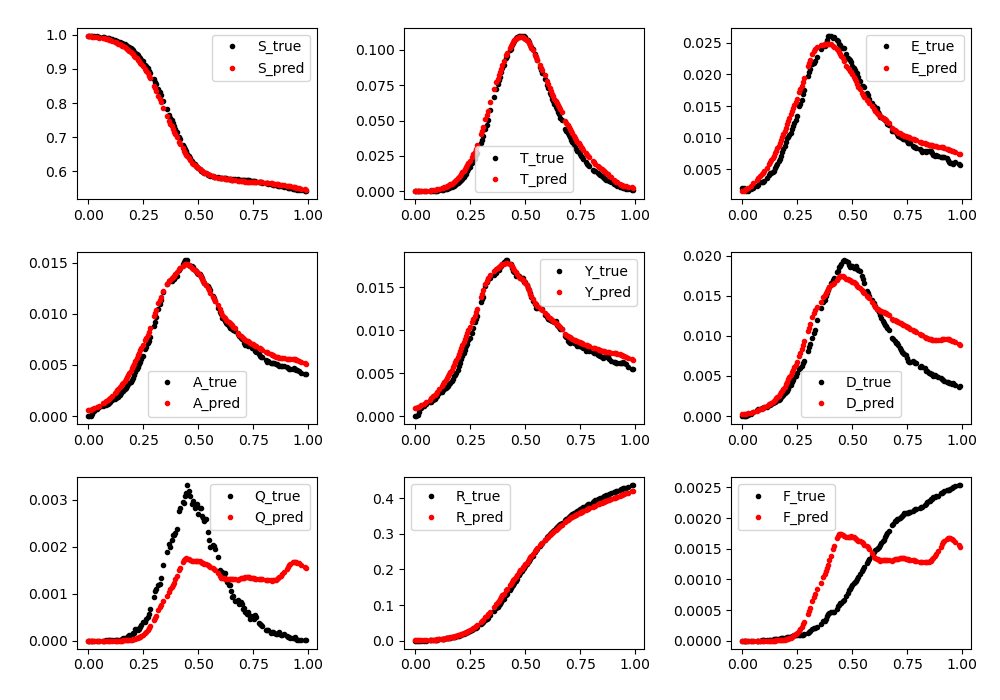 1.0
0.9
0.8
0.7
0.6
0.00 0.25 0.50 0.75 1.00
S_true
S_pred
0.100
0.075
0.050
0.025
0.000
0.00 0.25 0.50 0.75 1.00
T_true
T_pred
0.025
0.020
0.015
0.010
0.005
0.00 0.25 0.50 0.75 1.00
E_true
E_pred
0.015
0.010
0.005
0.000
0.00 0.25 0.50 0.75 1.00
A_true
A_pred
0.015
0.010
0.005
0.000
0.00 0.25 0.50 0.75 1.00
Y_true
Y_pred
0.020
0.015
0.010
0.005
0.000
0.00 0.25 0.50 0.75 1.00
D_true
D_pred
0.003
0.002
0.001
0.000
0.00 0.25 0.50 0.75 1.00
Q_true
Q_pred
0.4
0.3
0.2
0.1
0.0
0.00 0.25 0.50 0.75 1.00
R_true
R_pred
0.0025
0.0020
0.0015
0.0010
0.0005
0.0000
0.00 0.25 0.50 0.75 1.00
F_true
F_pred